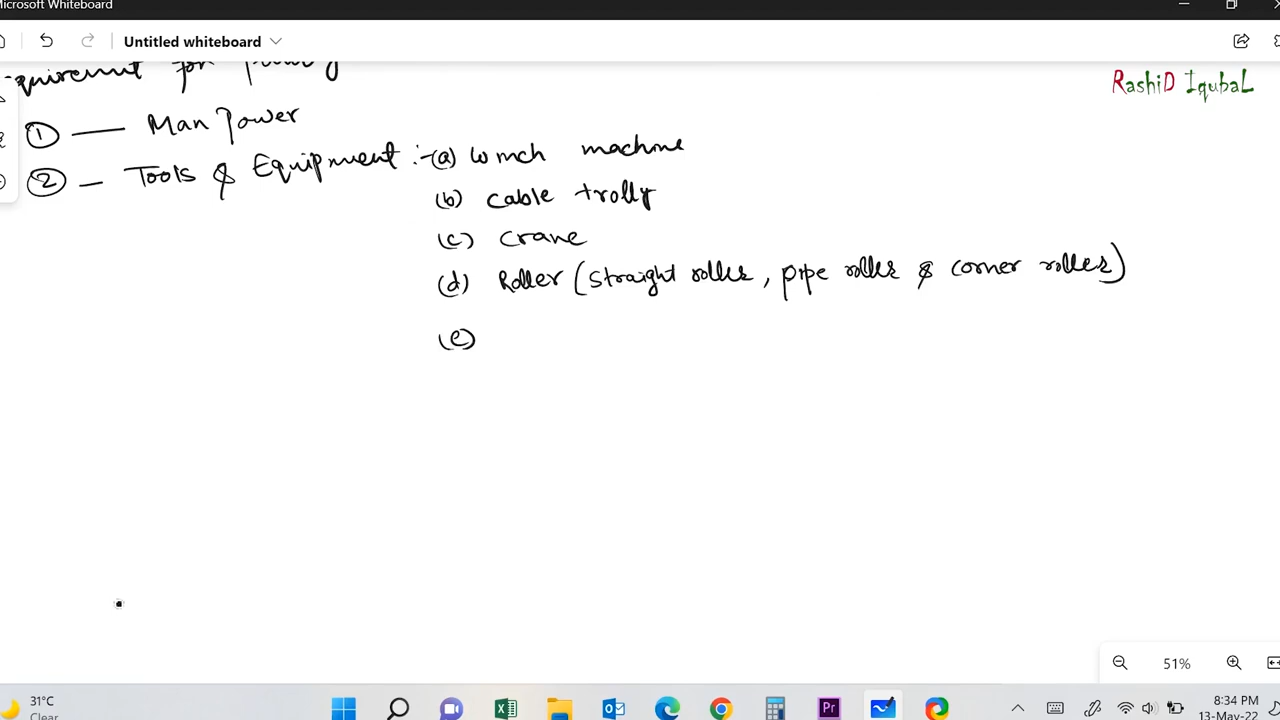 Microsoft Whiteboard
Untitled whiteboard
RashiD IqubaL
quirement for
① — Man Power
② — Tools & Equipment :- (a) Winch machine
(b) cable trolly
(c) crane
(d) Roller (straight roller, pipe roller & corner roller)
(e)
51%
31°C
Clear
8:34 PM
13-May-22